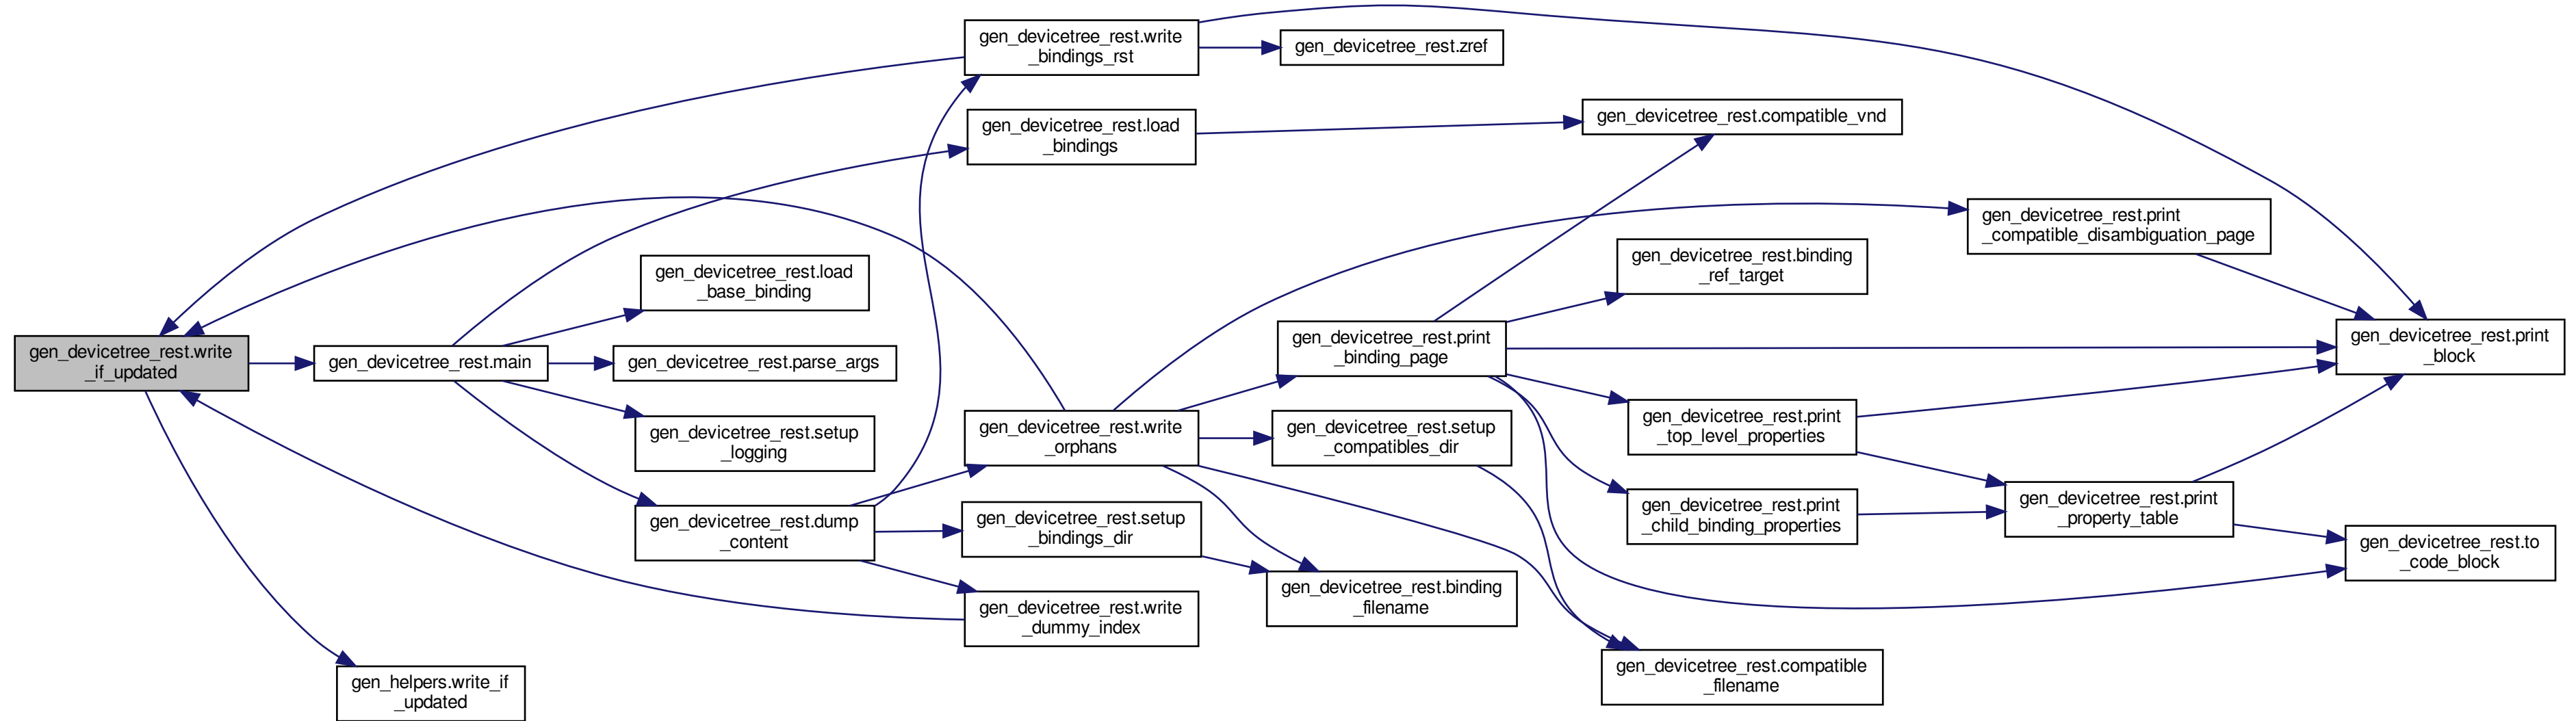 gen_devicetree_rest.write
_if_updated
gen_devicetree_rest.main
gen_helpers.write_if
_updated
gen_devicetree_rest.load
_base_binding
gen_devicetree_rest.parse_args
gen_devicetree_rest.setup
_logging
gen_devicetree_rest.dump
_content
gen_devicetree_rest.write
_bindings_rst
gen_devicetree_rest.load
_bindings
gen_devicetree_rest.write
_orphans
gen_devicetree_rest.setup
_bindings_dir
gen_devicetree_rest.write
_dummy_index
gen_devicetree_rest.zref
gen_devicetree_rest.print
_binding_page
gen_devicetree_rest.setup
_compatibles_dir
gen_devicetree_rest.binding
_filename
gen_devicetree_rest.compatible_vnd
gen_devicetree_rest.binding
_ref_target
gen_devicetree_rest.print
_top_level_properties
gen_devicetree_rest.print
_child_binding_properties
gen_devicetree_rest.compatible
_filename
gen_devicetree_rest.print
_compatible_disambiguation_page
gen_devicetree_rest.print
_property_table
gen_devicetree_rest.print
_block
gen_devicetree_rest.to
_code_block